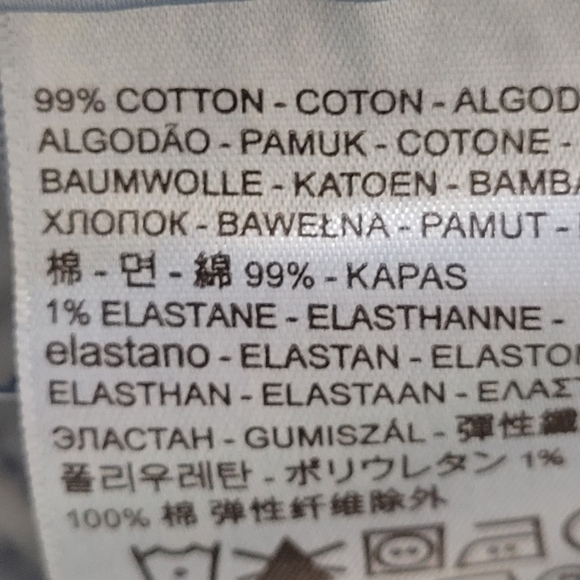 99% COTTON - COTON - ALGOD
ALGODÃO - PAMUK - COTONE -
BAUMWOLLE - KATOEN - BAMBA
ХЛОПОК - BAWEŁNA - PAMUT -
棉 - 면 - 綿 99% - KAPAS
1% ELASTANE - ELASTHANNE -
elastano - ELASTAN - ELASTO
ELASTHAN - ELASTAAN - ΕΛΑΣΤ
ЭЛАСТАН - GUMISZÁL - 彈性纖
폴리우레탄 - ポリウレタン 1%
100% 棉 弹性纤维除外